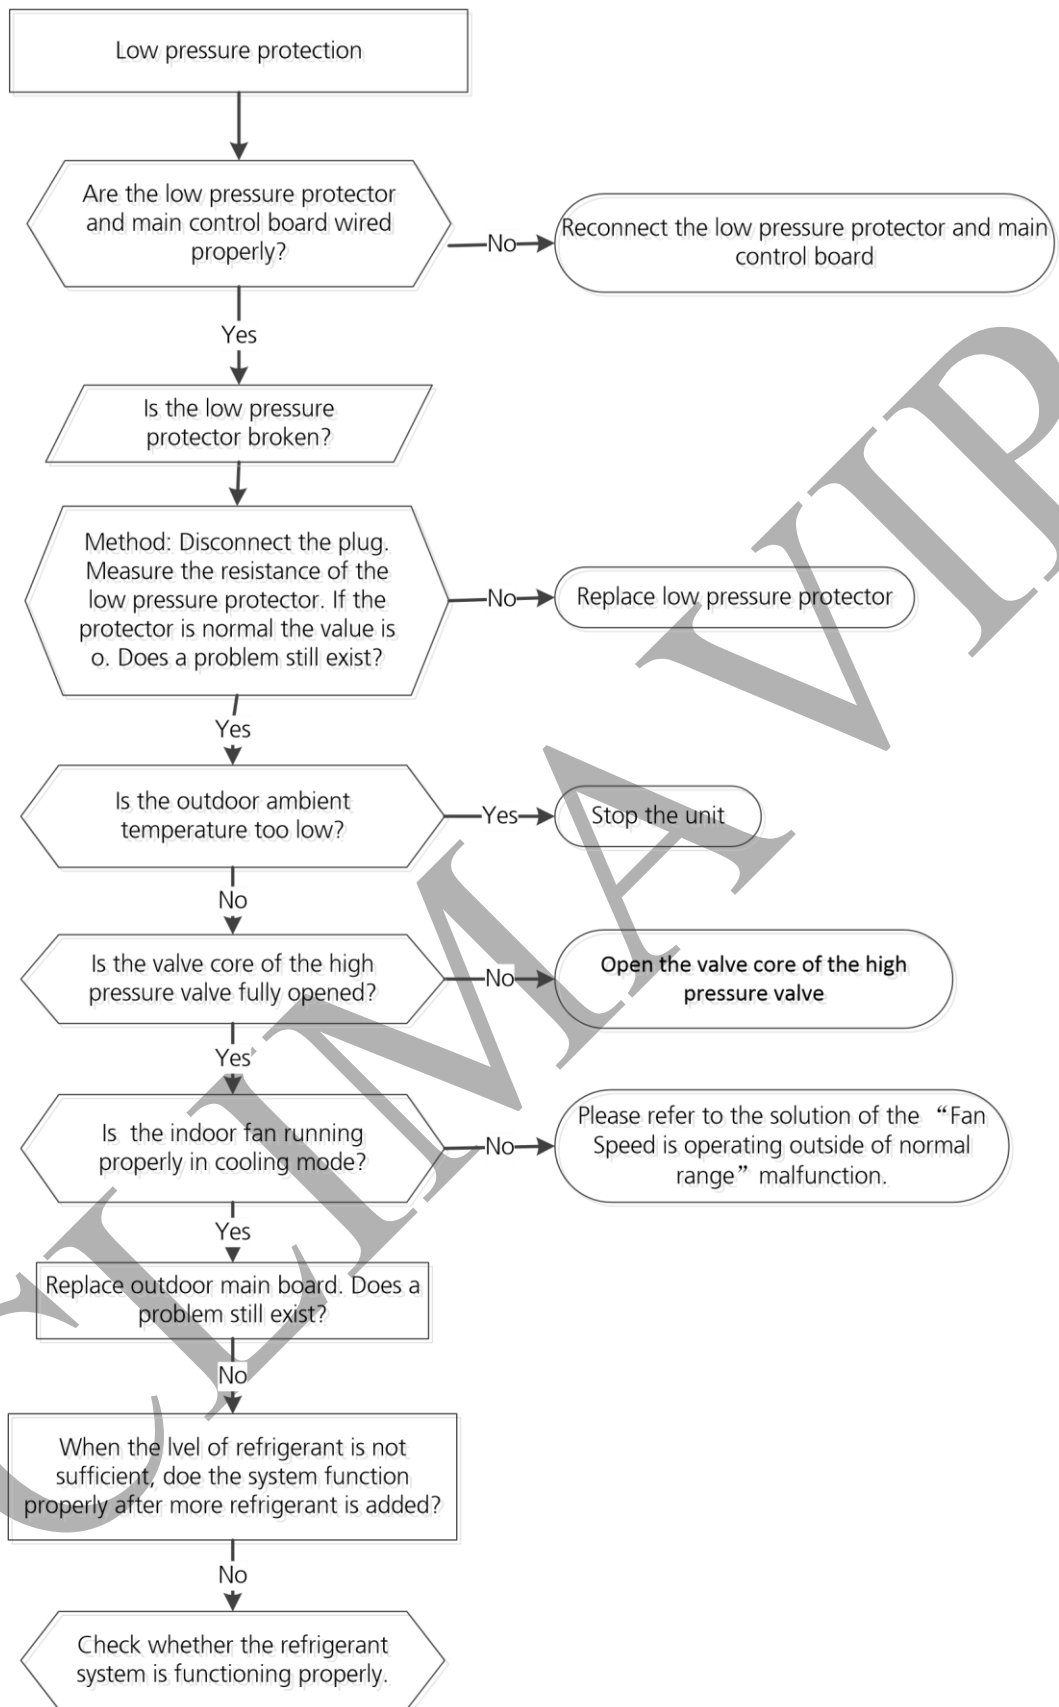 Low pressure protection
Are the low pressure protector
and main control board wired
properly?
No
Reconnect the low pressure protector and main
control board
Yes
Is the low pressure
protector broken?
Method: Disconnect the plug.
Measure the resistance of the
low pressure protector. If the
protector is normal the value is
o. Does a problem still exist?
No
Replace low pressure protector
Yes
Is the outdoor ambient
temperature too low?
Yes
Stop the unit
No
Is the valve core of the high
pressure valve fully opened?
No
Open the valve core of the high
pressure valve
Yes
Is the indoor fan running
properly in cooling mode?
No
Please refer to the solution of the “Fan
Speed is operating outside of normal
range” malfunction.
Yes
Replace outdoor main board. Does a
problem still exist?
No
When the lvel of refrigerant is not
sufficient, doe the system function
properly after more refrigerant is added?
No
Check whether the refrigerant
system is functioning properly.
CLIMA VIP